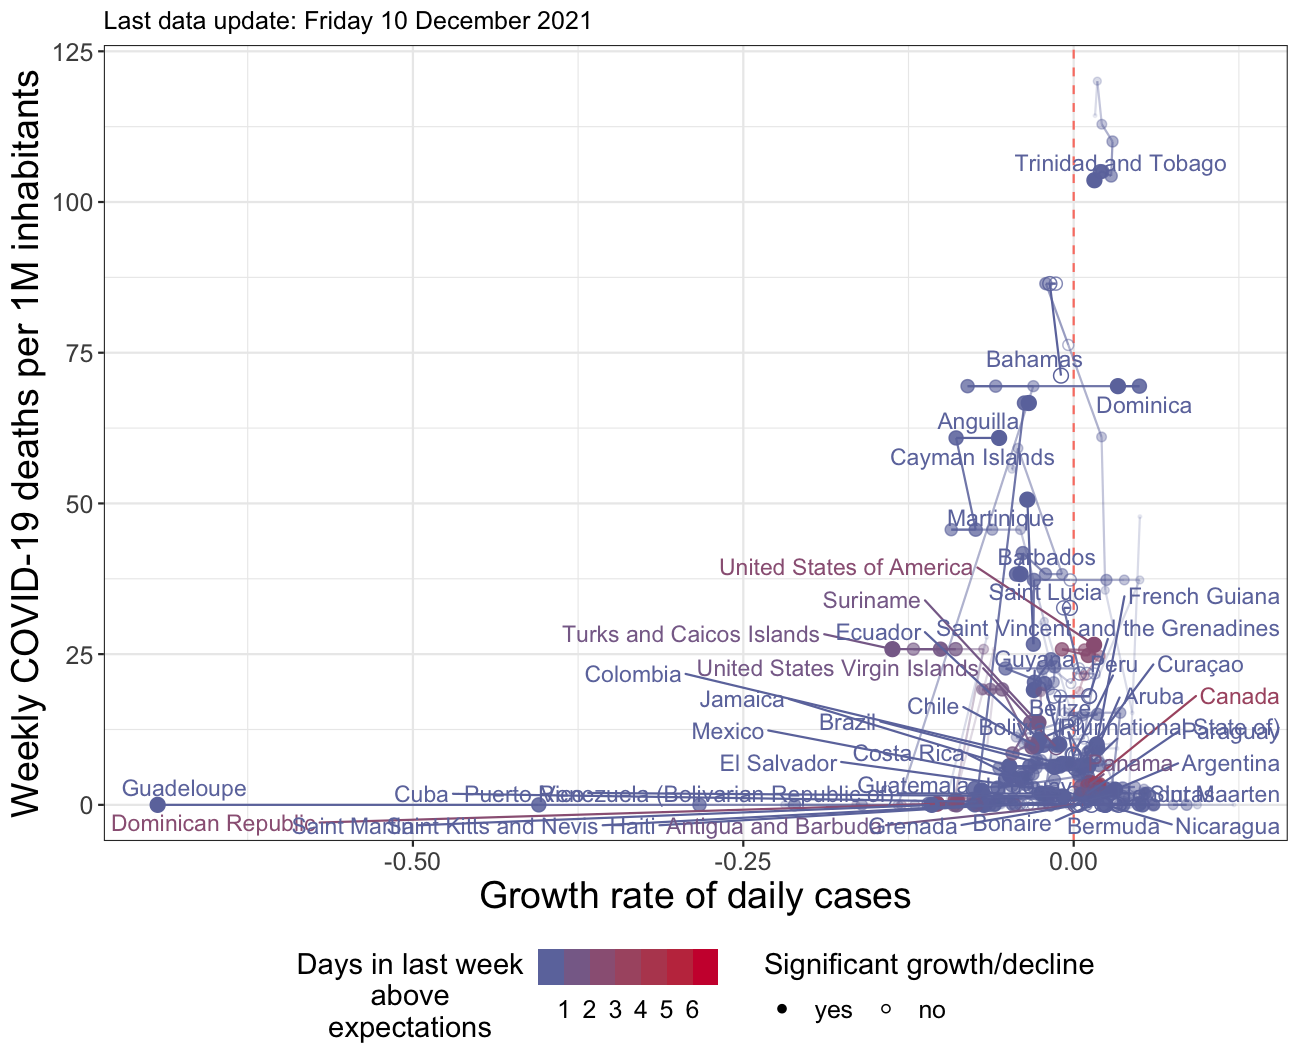 Last data update: Friday 10 December 2021
Weekly COVID-19 deaths per 1M inhabitants
125
100
75
50
25
0
Trinidad and Tobago
Bahamas
Dominica
Anguilla
Cayman Islands
Martinique
Barbados
United States of America
Saint Lucia
French Guiana
Suriname
Turks and Caicos Islands
Ecuador
Saint Vincent and the Grenadines
Guyana
Peru
Curaçao
United States Virgin Islands
Colombia
Jamaica
Chile
Belize
Aruba
Canada
Mexico
Brazil
Bolivia (Plurinational State of)
Paraguay
El Salvador
Costa Rica
Panama
Argentina
Guadeloupe
Cuba
Puerto Rico
Venezuela (Bolivarian Republic of)
Guatemala
Sint Maarten
Dominican Republic
Saint Martin
Saint Kitts and Nevis
Haiti
Antigua and Barbuda
Grenada
Bonaire
Bermuda
Nicaragua
-0.50
-0.25
0.00
Growth rate of daily cases
Days in last week
above
expectations
1 2 3 4 5 6
Significant growth/decline
yes
no